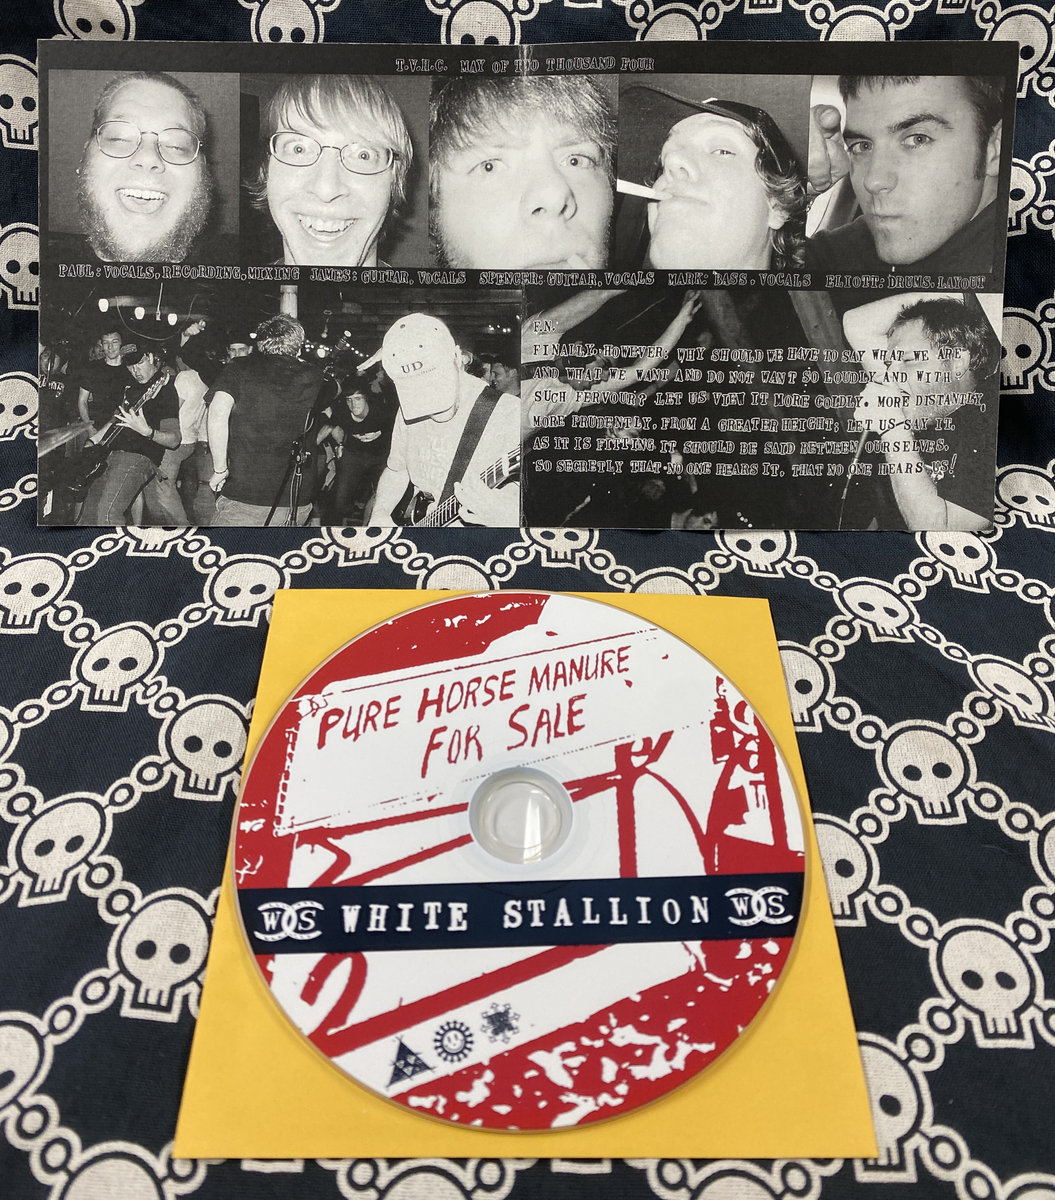 T.V.H.C. MAY OF TWO THOUSAND FOUR
PAUL: VOCALS, RECORDING, MIXING JAMES: GUITAR, VOCALS SPENCER: GUITAR, VOCALS MARK: BASS, VOCALS ELIOTT: DRUMS, LAYOUT
UD
F.N.
FINALLY, HOWEVER: WHY SHOULD WE HAVE TO SAY WHAT WE ARE
AND WHAT WE WANT AND DO NOT WANT SO LOUDLY AND WITH
SUCH FERVOUR? LET US VIEW IT MORE COLDLY, MORE DISTANTLY,
MORE PRUDENTLY, FROM A GREATER HEIGHT; LET US SAY IT,
AS IT IS FITTING IT SHOULD BE SAID BETWEEN OURSELVES,
SO SECRETLY THAT NO ONE HEARS IT, THAT NO ONE HEARS US!
PURE HORSE MANURE
FOR SALE
WS WHITE STALLION WS